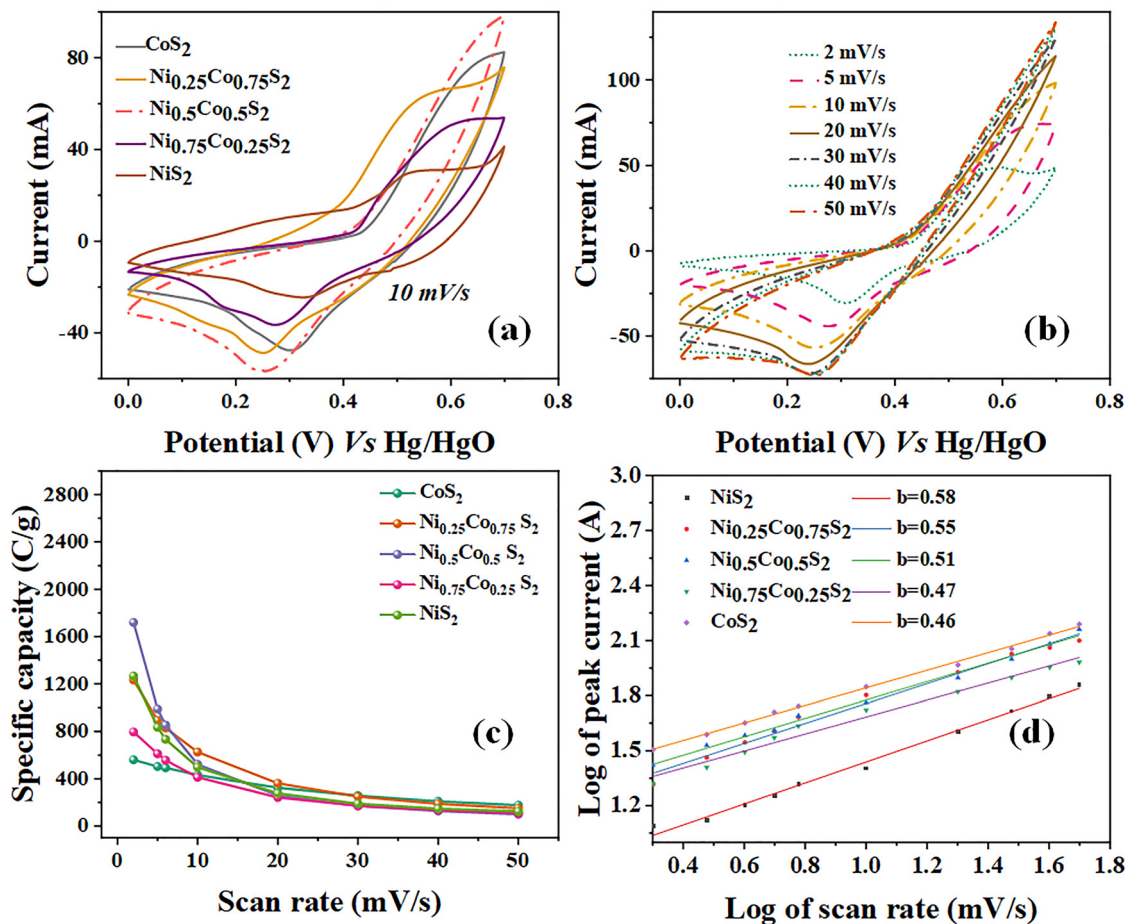 CoS2
Ni0.25Co0.75S2
Ni0.5Co0.5S2
Ni0.75Co0.25S2
NiS2
10 mV/s
(a)
80
40
0
-40
Current (mA)
0.0 0.2 0.4 0.6 0.8
Potential (V) Vs Hg/HgO
2 mV/s
5 mV/s
10 mV/s
20 mV/s
30 mV/s
40 mV/s
50 mV/s
(b)
100
50
0
-50
Current (mA)
0.0 0.2 0.4 0.6 0.8
Potential (V) Vs Hg/HgO
CoS2
Ni0.25Co0.75 S2
Ni0.5Co0.5 S2
Ni0.75Co0.25 S2
NiS2
(c)
2800
2400
2000
1600
1200
800
400
0
Specific capacity (C/g)
0 10 20 30 40 50
Scan rate (mV/s)
NiS2 b=0.58
Ni0.25Co0.75S2 b=0.55
Ni0.5Co0.5S2 b=0.51
Ni0.75Co0.25S2 b=0.47
CoS2 b=0.46
(d)
3.0
2.7
2.4
2.1
1.8
1.5
1.2
Log of peak current (A)
0.4 0.6 0.8 1.0 1.2 1.4 1.6 1.8
Log of scan rate (mV/s)